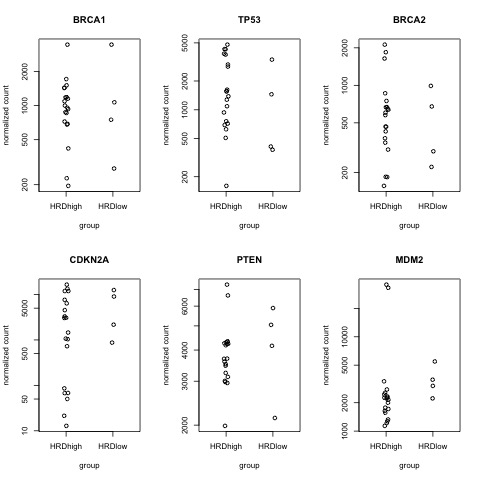 BRCA1
normalized count
2000
1000
500
200
HRDhigh HRDlow
group
TP53
normalized count
5000
2000
1000
500
200
HRDhigh HRDlow
group
BRCA2
normalized count
2000
1000
500
200
HRDhigh HRDlow
group
CDKN2A
normalized count
5000
500
50
10
HRDhigh HRDlow
group
PTEN
normalized count
6000
4000
3000
2000
HRDhigh HRDlow
group
MDM2
normalized count
10000
5000
2000
1000
HRDhigh HRDlow
group